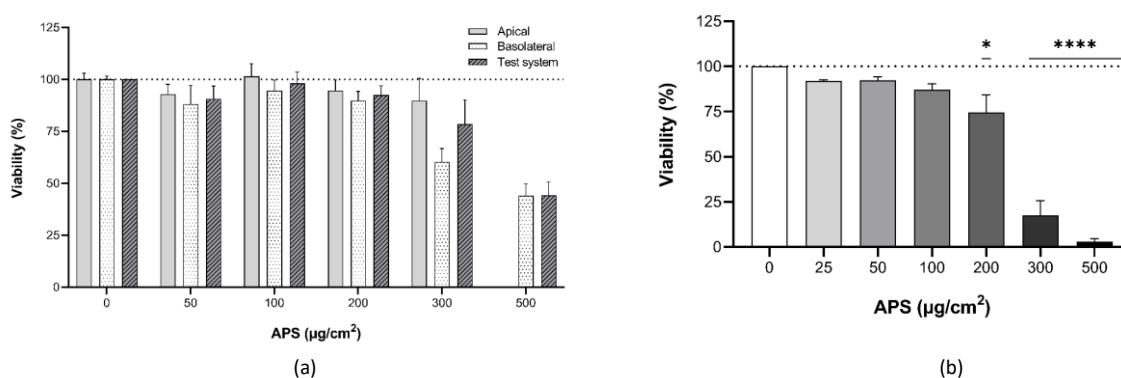 125
100
75
50
25
0
Viability (%)
Apical
Basolateral
Test system
0 50 100 200 300 500
APS (µg/cm²)
(a)
125
100
75
50
25
0
Viability (%)
* ****
0 25 50 100 200 300 500
APS (µg/cm²)
(b)